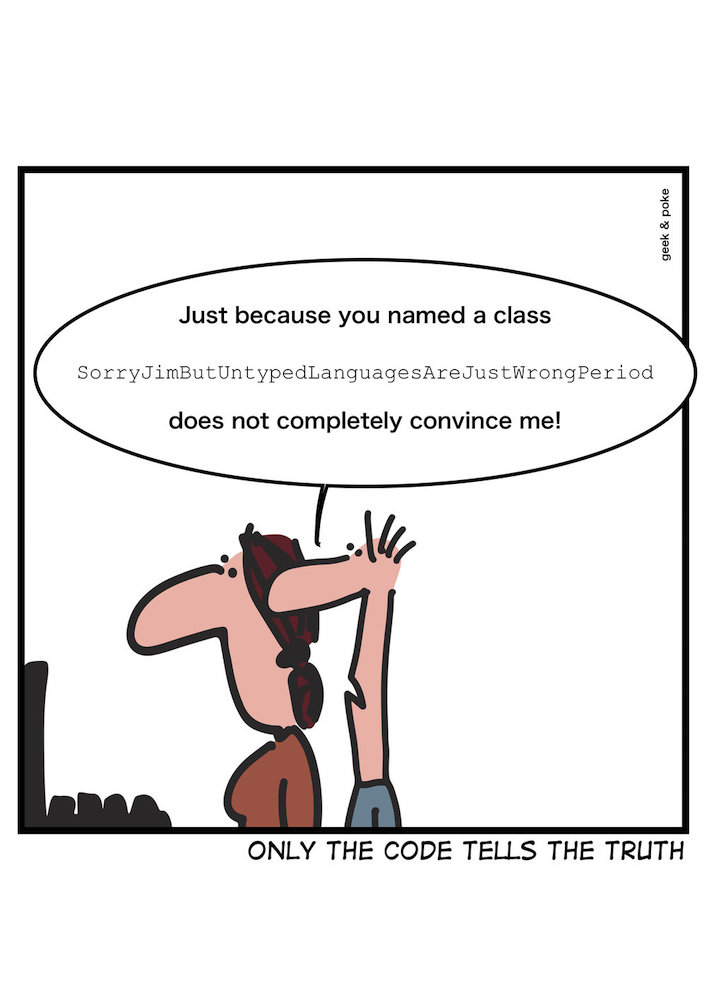 geek & poke
Just because you named a class
SorryJimButUntypedLanguagesAreJustWrongPeriod
does not completely convince me!
ONLY THE CODE TELLS THE TRUTH